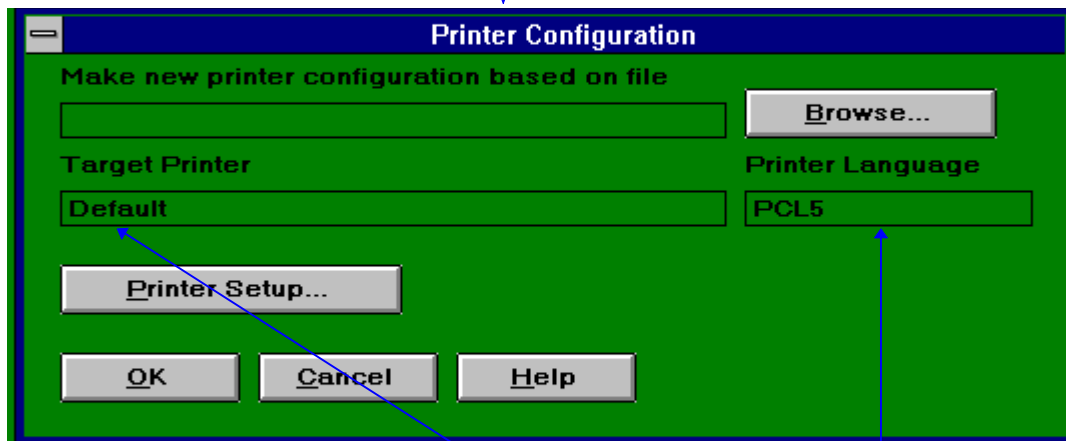 Printer Configuration
Make new printer configuration based on file
Browse...
Target Printer Printer Language
Default PCL5
Printer Setup...
OK Cancel Help